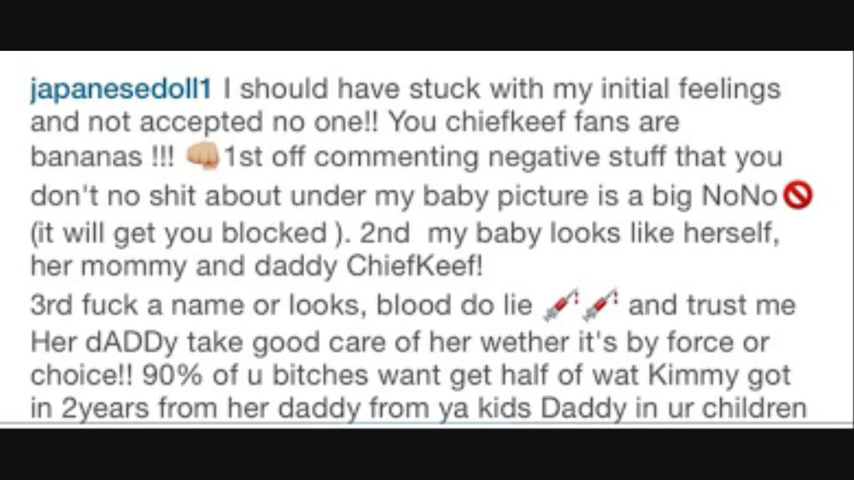 japanesedoll1 I should have stuck with my initial feelings
and not accepted no one!! You chiefkeef fans are
bananas !!! 👊🏼1st off commenting negative stuff that you
don't no shit about under my baby picture is a big NoNo🚫
(it will get you blocked ). 2nd  my baby looks like herself,
her mommy and daddy ChiefKeef!
3rd fuck a name or looks, blood do lie 💉💉 and trust me
Her dADDy take good care of her wether it's by force or
choice!! 90% of u bitches want get half of wat Kimmy got
in 2years from her daddy from ya kids Daddy in ur children